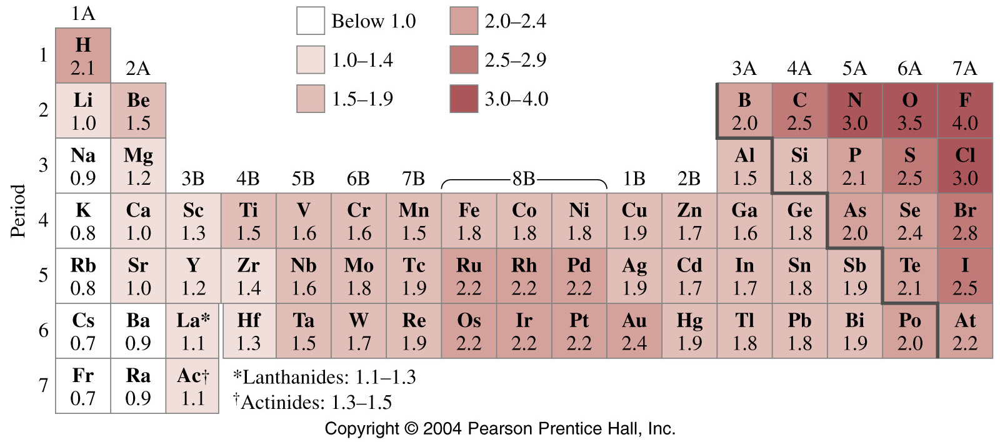 1A
Below 1.0 2.0–2.4
1 H 2.1
2A 1.0–1.4 2.5–2.9 3A 4A 5A 6A 7A
1.5–1.9 3.0–4.0
2 Li Be B C N O F
1.0 1.5 2.0 2.5 3.0 3.5 4.0
3 Na Mg Al Si P S Cl
0.9 1.2 3B 4B 5B 6B 7B 8B 1B 2B 1.5 1.8 2.1 2.5 3.0
Period
4 K Ca Sc Ti V Cr Mn Fe Co Ni Cu Zn Ga Ge As Se Br
0.8 1.0 1.3 1.5 1.6 1.6 1.5 1.8 1.8 1.8 1.9 1.7 1.6 1.8 2.0 2.4 2.8
5 Rb Sr Y Zr Nb Mo Tc Ru Rh Pd Ag Cd In Sn Sb Te I
0.8 1.0 1.2 1.4 1.6 1.8 1.9 2.2 2.2 2.2 1.9 1.7 1.7 1.8 1.9 2.1 2.5
6 Cs Ba La* Hf Ta W Re Os Ir Pt Au Hg Tl Pb Bi Po At
0.7 0.9 1.1 1.3 1.5 1.7 1.9 2.2 2.2 2.2 2.4 1.9 1.8 1.8 1.9 2.0 2.2
7 Fr Ra Ac†
0.7 0.9 1.1
*Lanthanides: 1.1–1.3
†Actinides: 1.3–1.5
Copyright © 2004 Pearson Prentice Hall, Inc.